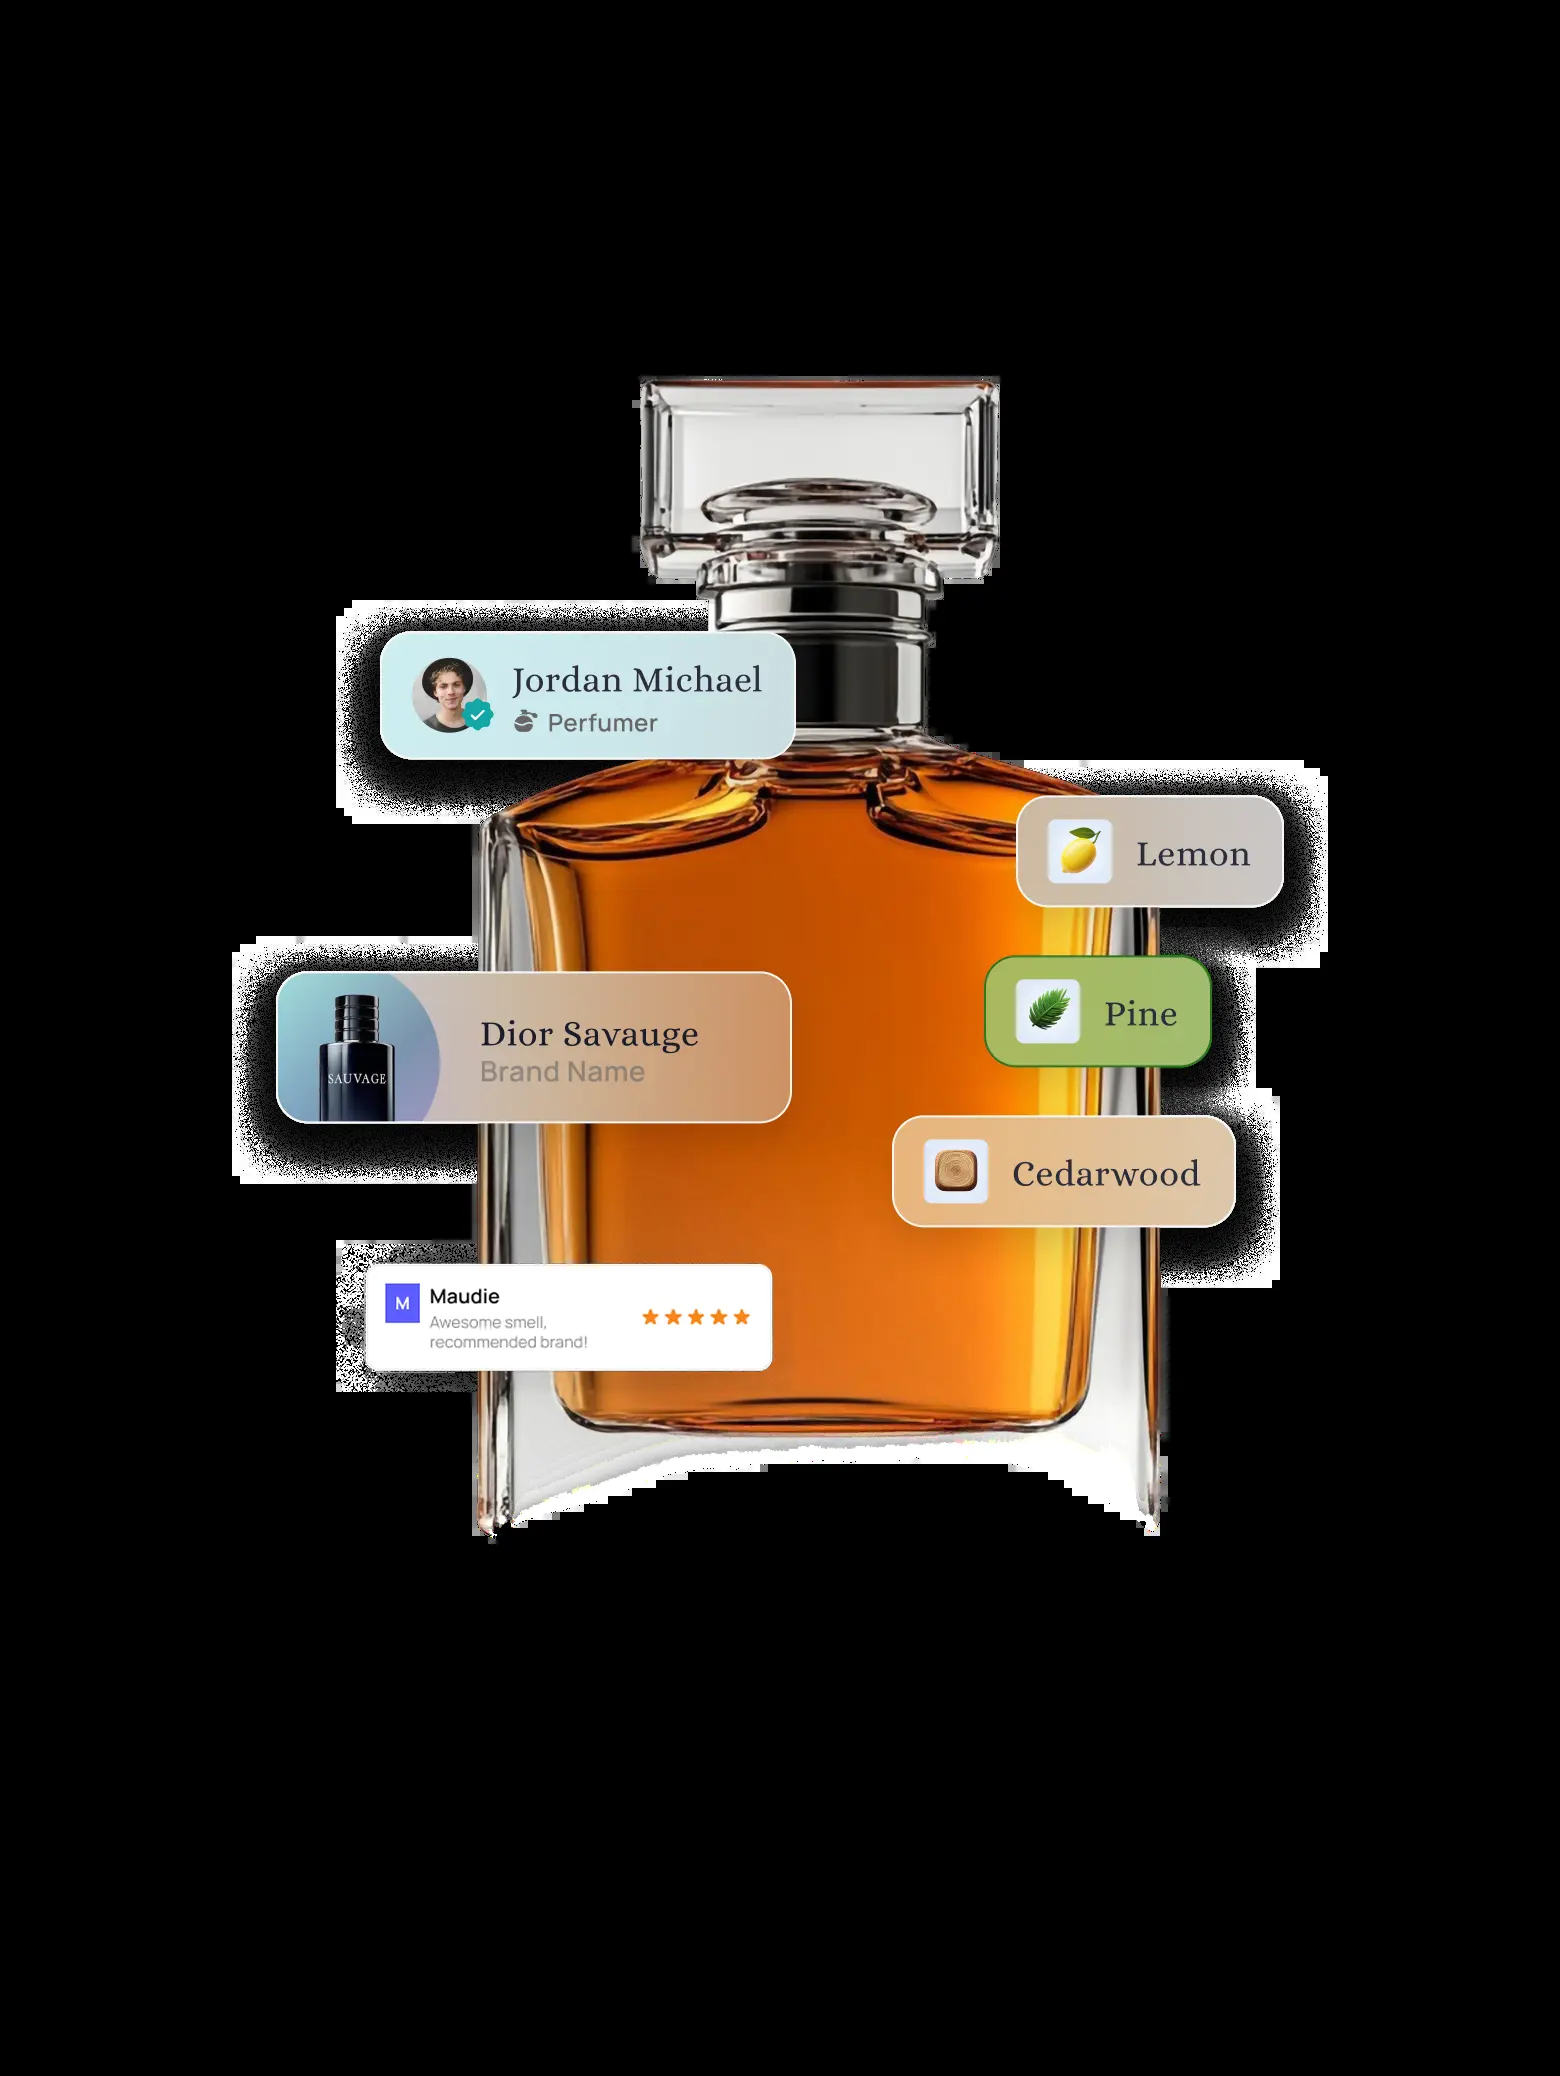 Jordan Michael
Perfumer
Lemon
Pine
SAUVAGE
Dior Savauge
Brand Name
Cedarwood
M
Maudie
Awesome smell,
recommended brand!